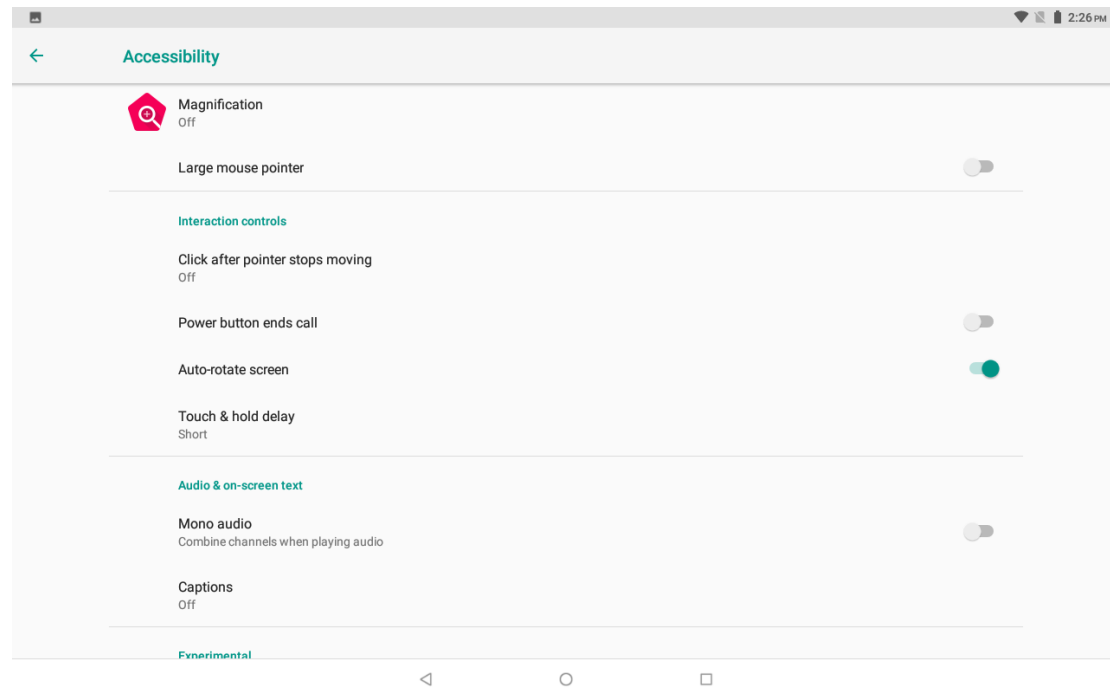 2:26 PM
Accessibility
Magnification
Off
Large mouse pointer
Interaction controls
Click after pointer stops moving
Off
Power button ends call
Auto-rotate screen
Touch & hold delay
Short
Audio & on-screen text
Mono audio
Combine channels when playing audio
Captions
Off
Experimental